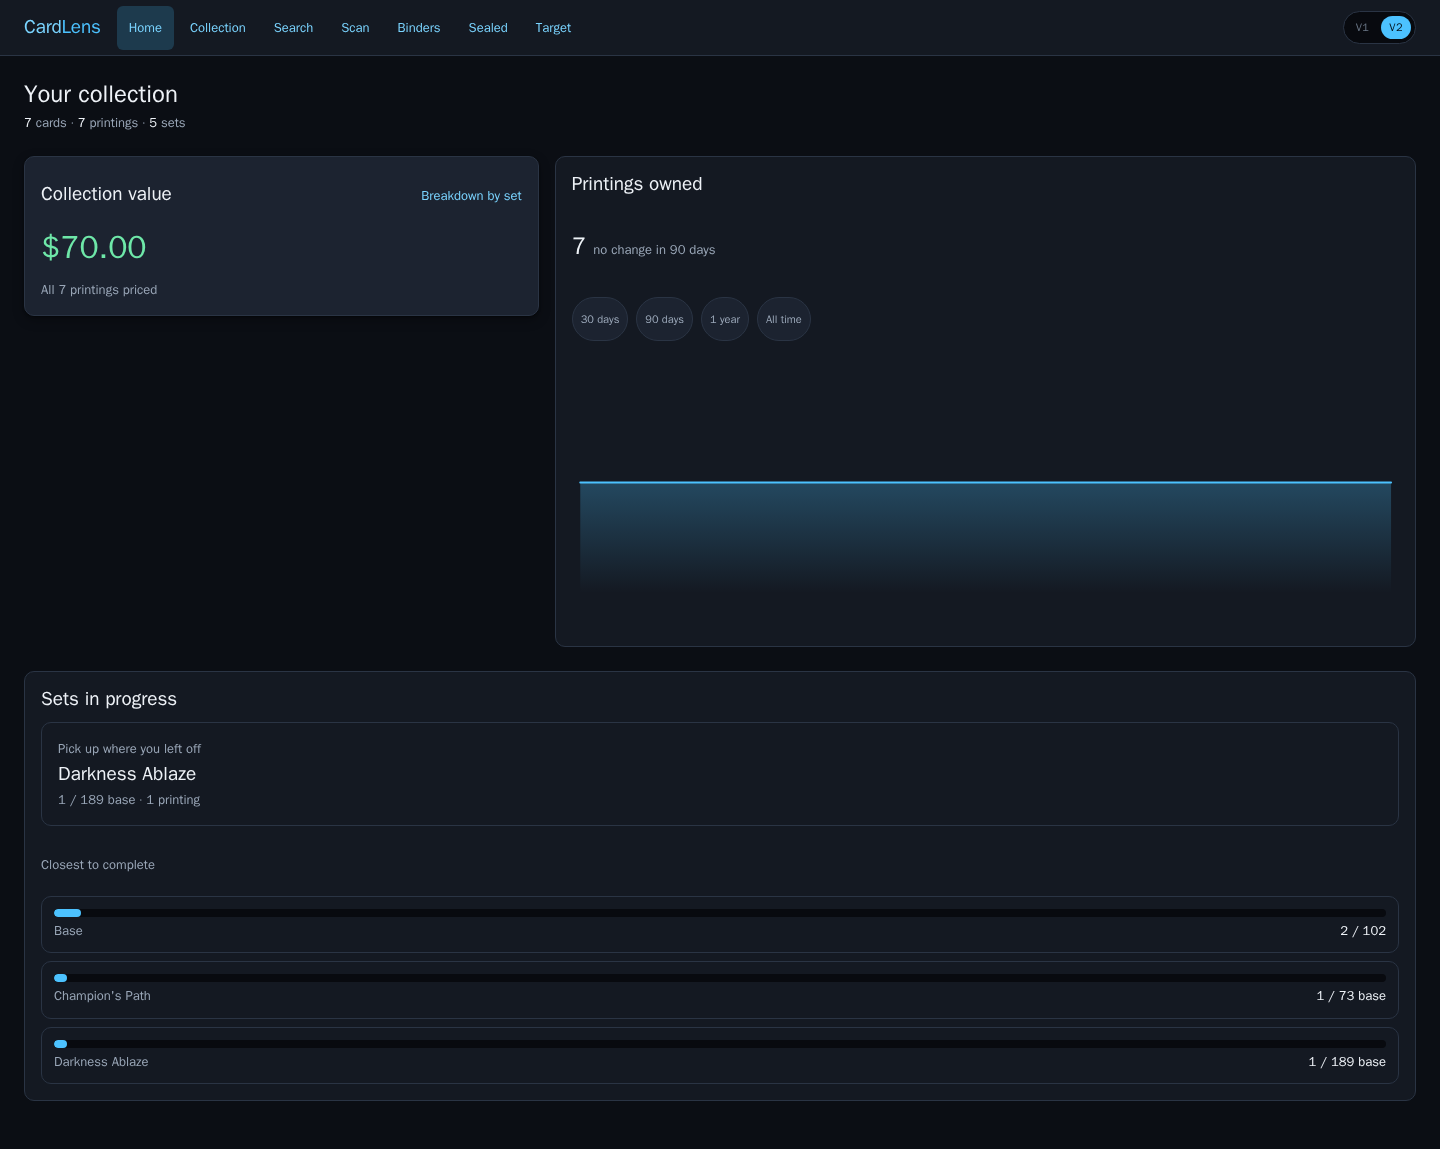 CardLens Home Collection Search Scan Binders Sealed Target V1 V2
Your collection
7 cards · 7 printings · 5 sets
Collection value Breakdown by set
$70.00
All 7 printings priced
Printings owned
7 no change in 90 days
30 days 90 days 1 year All time
Sets in progress
Pick up where you left off
Darkness Ablaze
1 / 189 base · 1 printing
Closest to complete
Base 2 / 102
Champion's Path 1 / 73 base
Darkness Ablaze 1 / 189 base